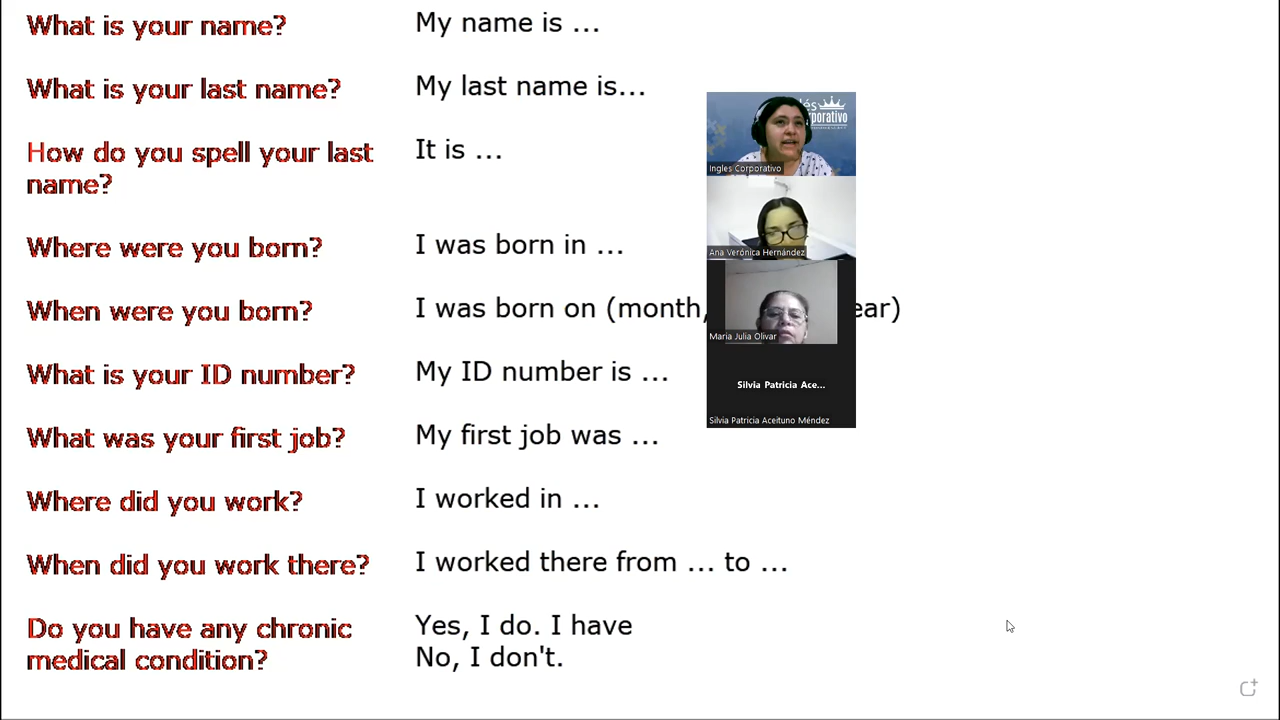 What is your name? My name is ...
What is your last name? My last name is...
How do you spell your last It is ...
name?
Where were you born? I was born in ...
When were you born? I was born on (month, ear)
What is your ID number? My ID number is ...
What was your first job? My first job was ...
Where did you work? I worked in ...
When did you work there? I worked there from ... to ...
Do you have any chronic Yes, I do. I have
medical condition? No, I don't.
és
porativo
Ingles Corporativo
Ana Verónica Hernández
Maria Julia Olivar
Silvia Patricia Ace...
Silvia Patricia Aceituno Méndez